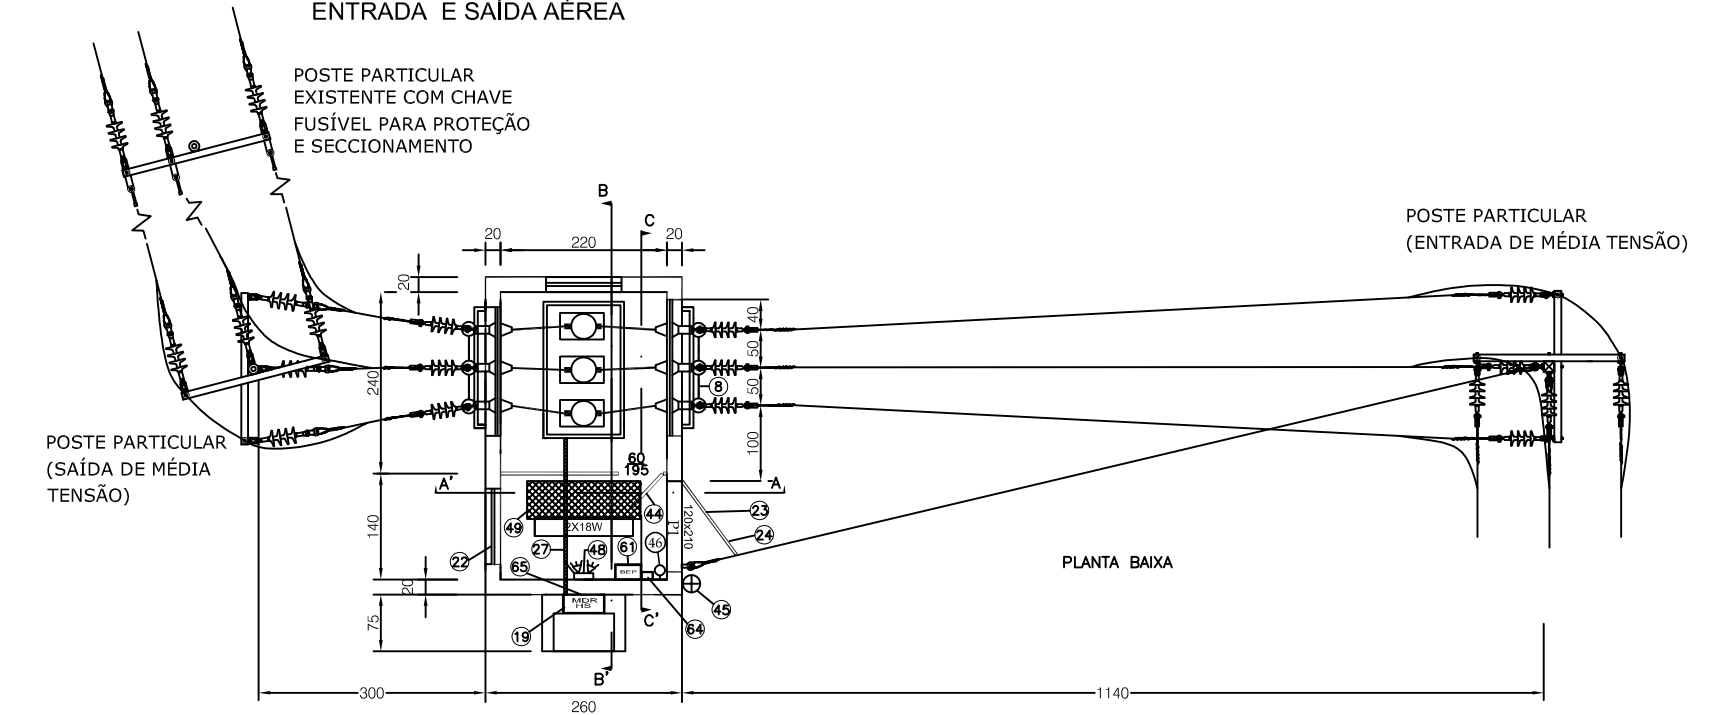 ENTRADA E SAÍDA AÉREA
POSTE PARTICULAR
EXISTENTE COM CHAVE
FUSÍVEL PARA PROTEÇÃO
E SECCIONAMENTO
B
C
POSTE PARTICULAR
(ENTRADA DE MÉDIA TENSÃO)
20
220
20
20
40
50
50
100
240
8
POSTE PARTICULAR
(SAÍDA DE MÉDIA
TENSÃO)
60
195
A'
A
140
49
44
23
2X18W
P1
120x210
24
22
27
48
61
46
65
BEP
PLANTA BAIXA
20
MDR
HS
45
75
19
C'
64
B'
300
260
1140